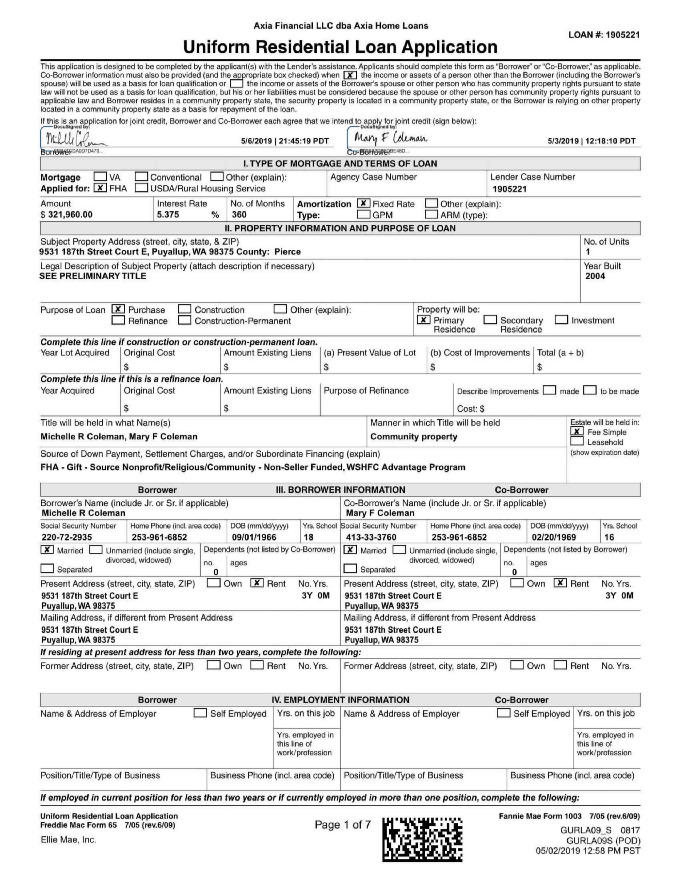 Axia Financial LLC dba Axia Home Loans
LOAN #: 1905221
Uniform Residential Loan Application
This application is designed to be completed by the applicant(s) with the Lender's assistance. Applicants should complete this form as "Borrower" or "Co-Borrower," as applicable.
Co-Borrower information must also be provided (and the appropriate box checked) when X the income or assets of a person other than the Borrower (including the Borrower's
spouse) will be used as a basis for loan qualification or the income or assets of the Borrower's spouse or other person who has community property rights pursuant to state
law will not be used as a basis for loan qualification, but his or her liabilities must be considered because the spouse or other person has community property rights pursuant to
applicable law and Borrower resides in a community property state, the security property is located in a community property state, or the Borrower is relying on other property
located in a community property state as a basis for repayment of the loan.
If this is an application for joint credit, Borrower and Co-Borrower each agree that we intend to apply for joint credit (sign below):
DocuSigned by: DocuSigned by:
5/6/2019 | 21:45:19 PDT Mary F Coleman 5/3/2019 | 12:18:10 PDT
Borrower Co-Borrower
I. TYPE OF MORTGAGE AND TERMS OF LOAN
Mortgage VA Conventional Other (explain): Agency Case Number Lender Case Number
Applied for: X FHA USDA/Rural Housing Service 1905221
Amount Interest Rate No. of Months Amortization X Fixed Rate Other (explain):
$ 321,960.00 5.375 % 360 Type: GPM ARM (type):
II. PROPERTY INFORMATION AND PURPOSE OF LOAN
Subject Property Address (street, city, state, & ZIP) No. of Units
9531 187th Street Court E, Puyallup, WA 98375 County: Pierce 1
Legal Description of Subject Property (attach description if necessary) Year Built
SEE PRELIMINARY TITLE 2004
Purpose of Loan X Purchase Construction Other (explain): Property will be:
Refinance Construction-Permanent X Primary Residence Secondary Residence Investment
Complete this line if construction or construction-permanent loan.
Year Lot Acquired Original Cost Amount Existing Liens (a) Present Value of Lot (b) Cost of Improvements Total (a + b)
$ $ $ $ $
Complete this line if this is a refinance loan.
Year Acquired Original Cost Amount Existing Liens Purpose of Refinance Describe Improvements made to be made
$ $ Cost: $
Title will be held in what Name(s) Manner in which Title will be held Estate will be held in:
Michelle R Coleman, Mary F Coleman Community property X Fee Simple
Leasehold
Source of Down Payment, Settlement Charges, and/or Subordinate Financing (explain) (show expiration date)
FHA - Gift - Source Nonprofit/Religious/Community - Non-Seller Funded, WSHFC Advantage Program
Borrower III. BORROWER INFORMATION Co-Borrower
Borrower's Name (include Jr. or Sr. if applicable) Co-Borrower's Name (include Jr. or Sr. if applicable)
Michelle R Coleman Mary F Coleman
Social Security Number Home Phone (incl. area code) DOB (mm/dd/yyyy) Yrs. School Social Security Number Home Phone (incl. area code) DOB (mm/dd/yyyy) Yrs. School
220-72-2935 253-961-6852 09/01/1966 18 413-33-3760 253-961-6852 02/20/1969 16
X Married Unmarried (include single, divorced, widowed) Dependents (not listed by Co-Borrower) X Married Unmarried (include single, divorced, widowed) Dependents (not listed by Borrower)
Separated no. 0 ages Separated no. 0 ages
Present Address (street, city, state, ZIP) Own X Rent No. Yrs. Present Address (street, city, state, ZIP) Own X Rent No. Yrs.
9531 187th Street Court E 3Y 0M 9531 187th Street Court E 3Y 0M
Puyallup, WA 98375 Puyallup, WA 98375
Mailing Address, if different from Present Address Mailing Address, if different from Present Address
9531 187th Street Court E 9531 187th Street Court E
Puyallup, WA 98375 Puyallup, WA 98375
If residing at present address for less than two years, complete the following:
Former Address (street, city, state, ZIP) Own Rent No. Yrs. Former Address (street, city, state, ZIP) Own Rent No. Yrs.
Borrower IV. EMPLOYMENT INFORMATION Co-Borrower
Name & Address of Employer Self Employed Yrs. on this job Name & Address of Employer Self Employed Yrs. on this job
Yrs. employed in this line of work/profession Yrs. employed in this line of work/profession
Position/Title/Type of Business Business Phone (incl. area code) Position/Title/Type of Business Business Phone (incl. area code)
If employed in current position for less than two years or if currently employed in more than one position, complete the following:
Uniform Residential Loan Application Fannie Mae Form 1003 7/05 (rev.6/09)
Freddie Mac Form 65 7/05 (rev.6/09) Page 1 of 7 GURLA09_S 0817
Ellie Mae, Inc. GURLA09S (POD)
05/02/2019 12:58 PM PST